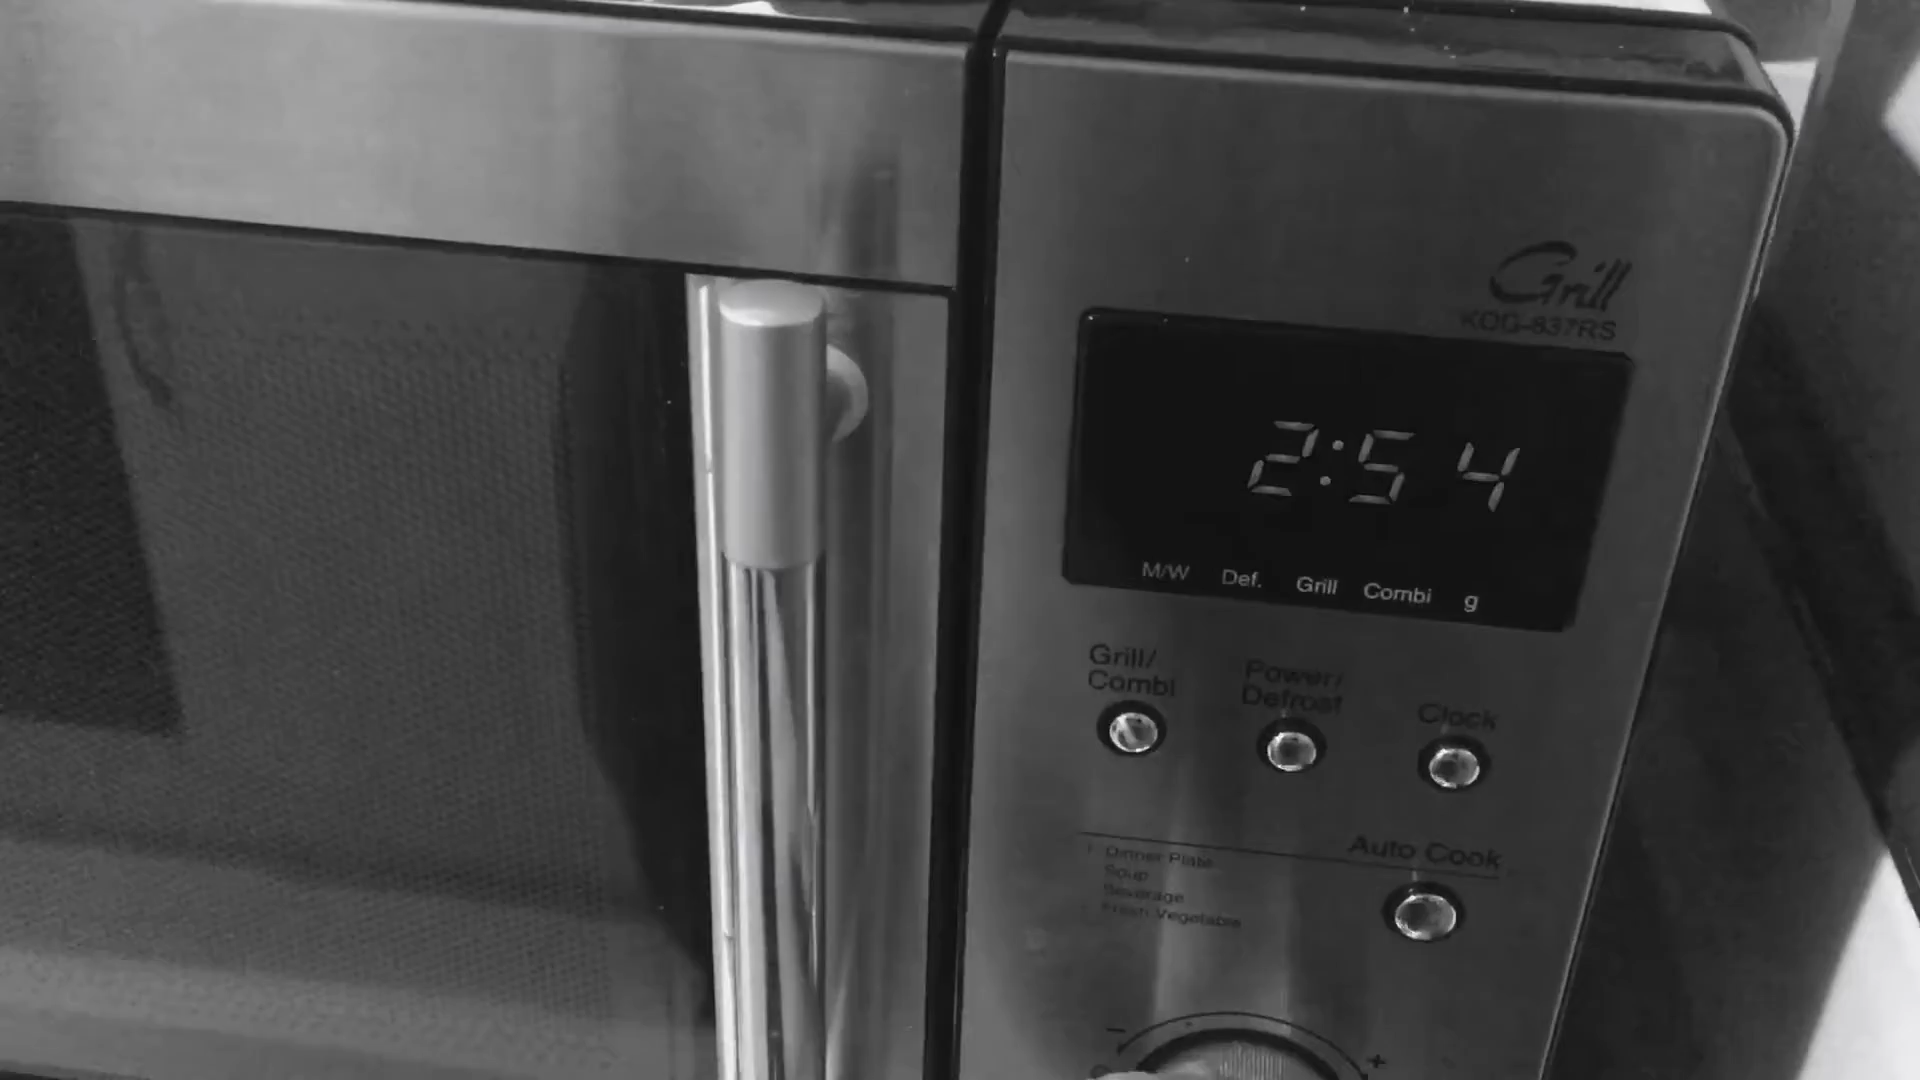 Grill
KOG-837RS
2:54
M/W Def. Grill Combi g
Grill/
Combi
Power/
Defrost
Clock
Auto Cook
Dinner Plate
Soup
Beverage
Fresh Vegetable
- +